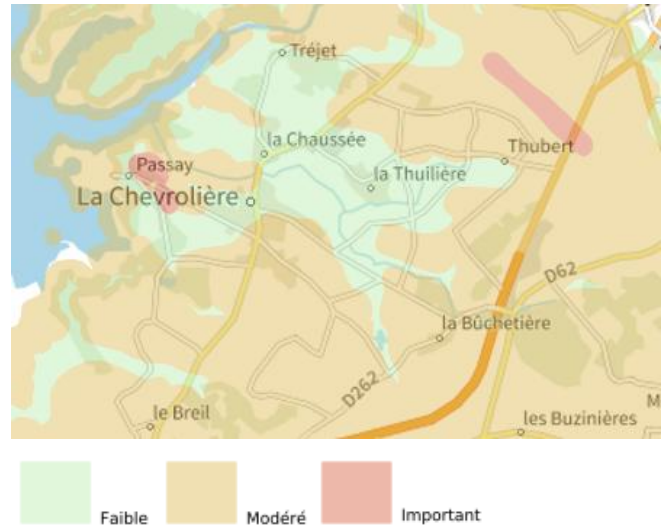 Tréjet
la Chaussée
Thubert
Passay
la Thuilière
La Chevrolière
D62
la Bûchetière
D262
M
le Breil
les Buzinières
Faible Modéré Important